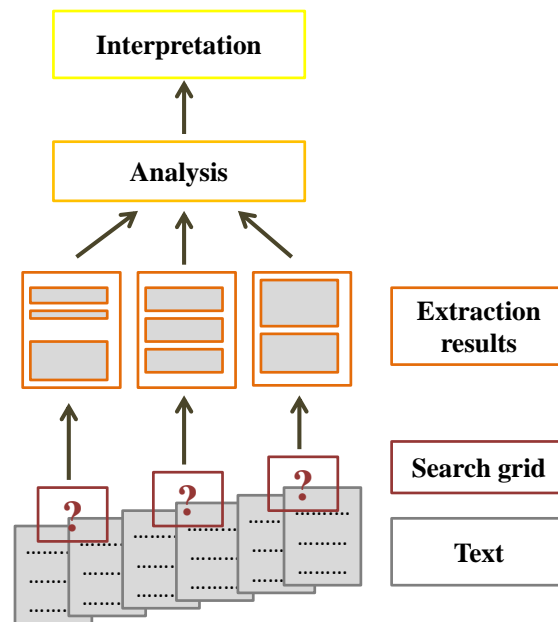 Interpretation
Analysis
Extraction
results
? ? ?
Search grid
Text